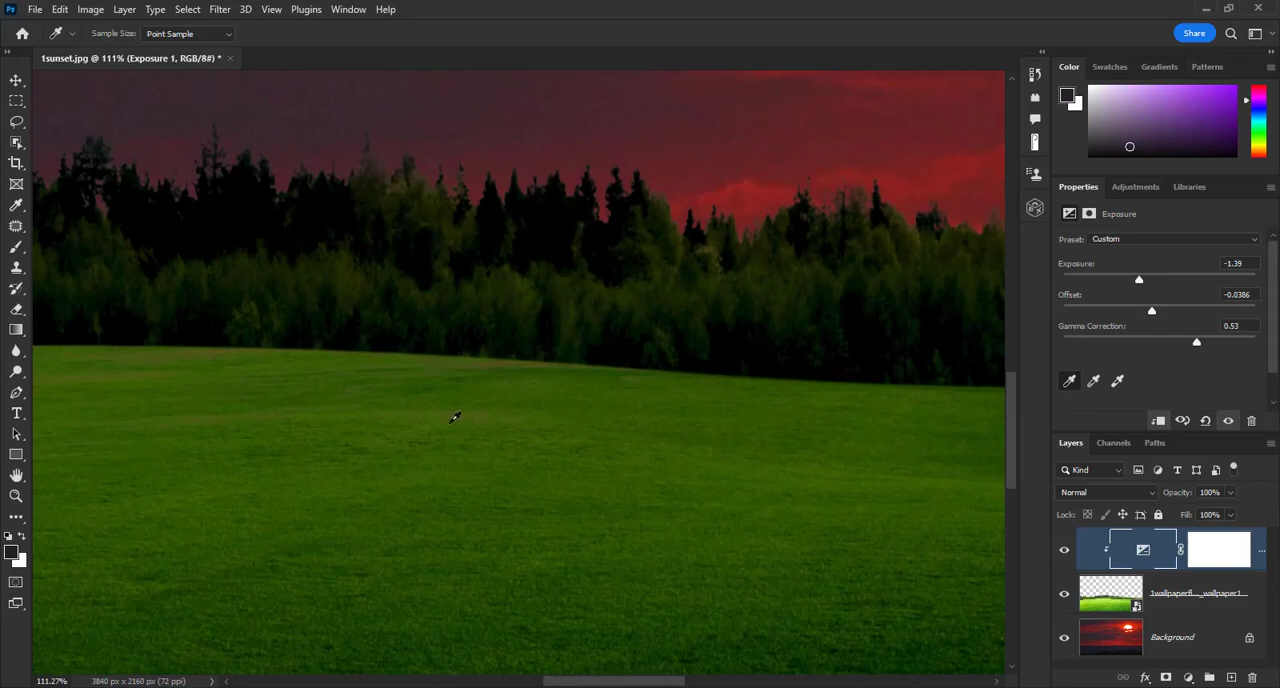 Ps File Edit Image Layer Type Select Filter 3D View Plugins Window Help
Sample Size: Point Sample Share
1sunset.jpg @ 111% (Exposure 1, RGB/8#) * ×
Color Swatches Gradients Patterns
Properties Adjustments Libraries
Exposure
Preset: Custom
Exposure: -1.39
Offset: -0.0386
Gamma Correction: 0.53
Layers Channels Paths
Kind
Normal Opacity: 100%
Lock: Fill: 100%
1wallpaperfl..._wallpaper1
Background
111.27% 3840 px x 2160 px (72 ppi)